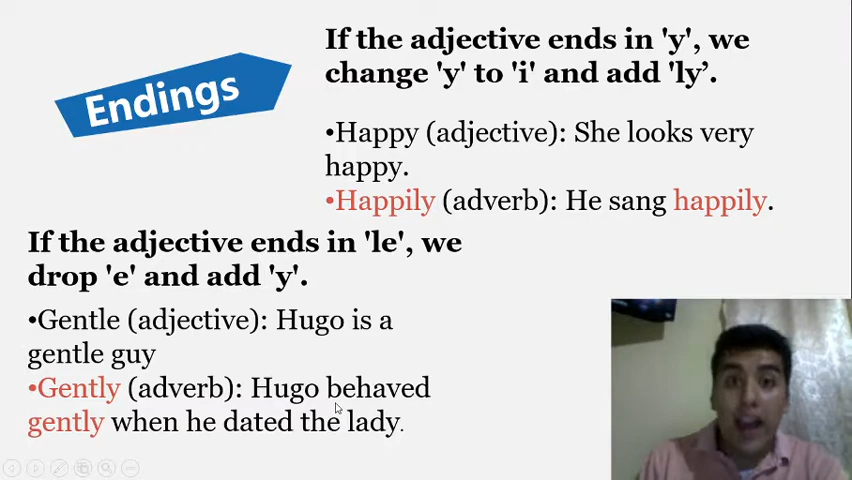 Endings
If the adjective ends in 'y', we
change 'y' to 'i' and add 'ly’.
•Happy (adjective): She looks very
happy.
•Happily (adverb): He sang happily.
If the adjective ends in 'le', we
drop 'e' and add 'y'.
•Gentle (adjective): Hugo is a
gentle guy
•Gently (adverb): Hugo behaved
gently when he dated the lady.